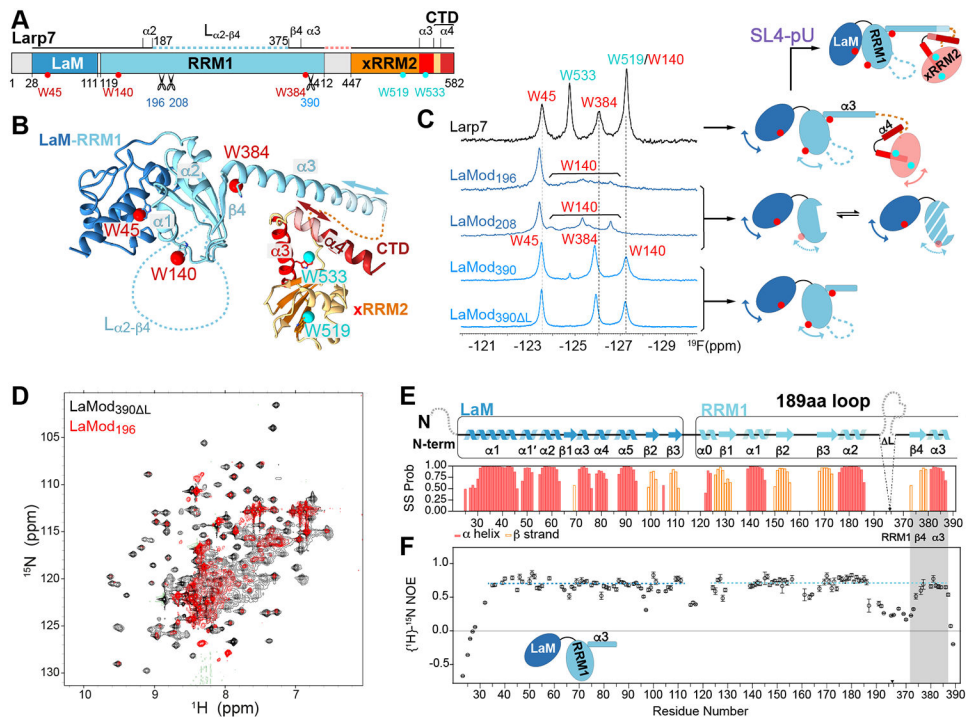 A
Larp7
α2
187
Lα2-β4
375
β4
α3
CTD
α3
α4
LaM
RRM1
xRRM2
1
28
111
119
412
447
582
W45
W140
W384
W519
W533
196
208
390
B
LaM-RRM1
α2
W384
α3
β4
W45
α1
W140
Lα2-β4
α3
α4
CTD
W533
xRRM2
W519
C
Larp7
W45
W533
W384
W519/W140
LaMod196
W140
LaMod208
W140
W45
W384
W140
LaMod390
LaMod390ΔL
-121
-123
-125
-127
-129
19F(ppm)
SL4-pU
LaM
RRM1
xRRM2
α3
α4
D
LaMod390ΔL
LaMod196
105
110
115
120
125
130
15N (ppm)
10
9
8
7
1H (ppm)
E
LaM
RRM1
189aa loop
N
N-term
α1
α1'
α2
β1
α3
α4
α5
β2
β3
α0
β1
α1
β2
β3
α2
ΔL
β4
α3
SS Prob
1.00
0.75
0.50
0.25
0.00
30 40 50 60 70 80 90 100 110 120 130 140 150 160 170 180 190 370 380 390
α helix
β strand
RRM1
β4
α3
F
{1H}-15N NOE
1.0
0.5
0.0
-0.5
LaM
RRM1
α3
30 40 50 60 70 80 90 100 110 120 130 140 150 160 170 180 190 370 380 390
Residue Number